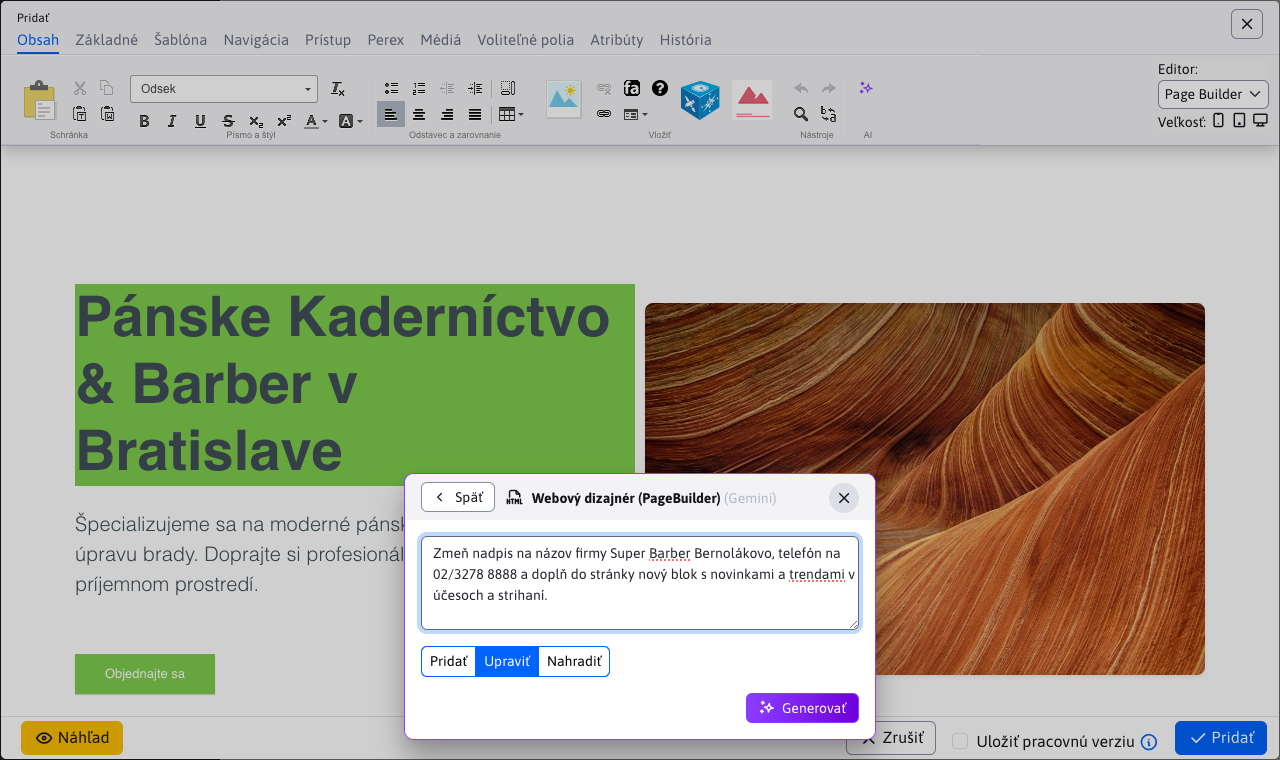 Pridať
Obsah Základné Šablóna Navigácia Prístup Perex Médiá Voliteľné polia Atribúty História
Odsek
B I U S x₂ x² A A
Schránka Písmo a štýl Odstavec a zarovnanie Vložiť Nástroje AI
Editor:
Page Builder
Veľkosť:
Pánske Kaderníctvo
& Barber v
Bratislave
Špecializujeme sa na moderné pánsk
úpravu brady. Doprajte si profesionál
príjemnom prostredí.
Objednajte sa
Späť HTML Webový dizajnér (PageBuilder) (Gemini)
Zmeň nadpis na názov firmy Super Barber Bernolákovo, telefón na
02/3278 8888 a doplň do stránky nový blok s novinkami a trendami v
účesoch a strihaní.
Pridať Upraviť Nahradiť
Generovať
Náhľad Zrušiť Uložiť pracovnú verziu Pridať